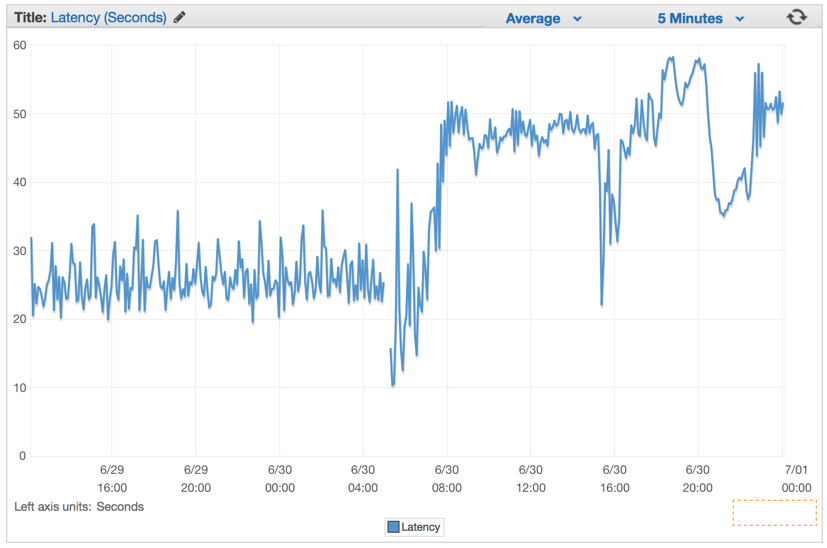 Title: Latency (Seconds) Average 5 Minutes
60
50
40
30
20
10
0
6/29 6/29 6/30 6/30 6/30 6/30 6/30 6/30 7/01
16:00 20:00 00:00 04:00 08:00 12:00 16:00 20:00 00:00
Left axis units: Seconds
Latency